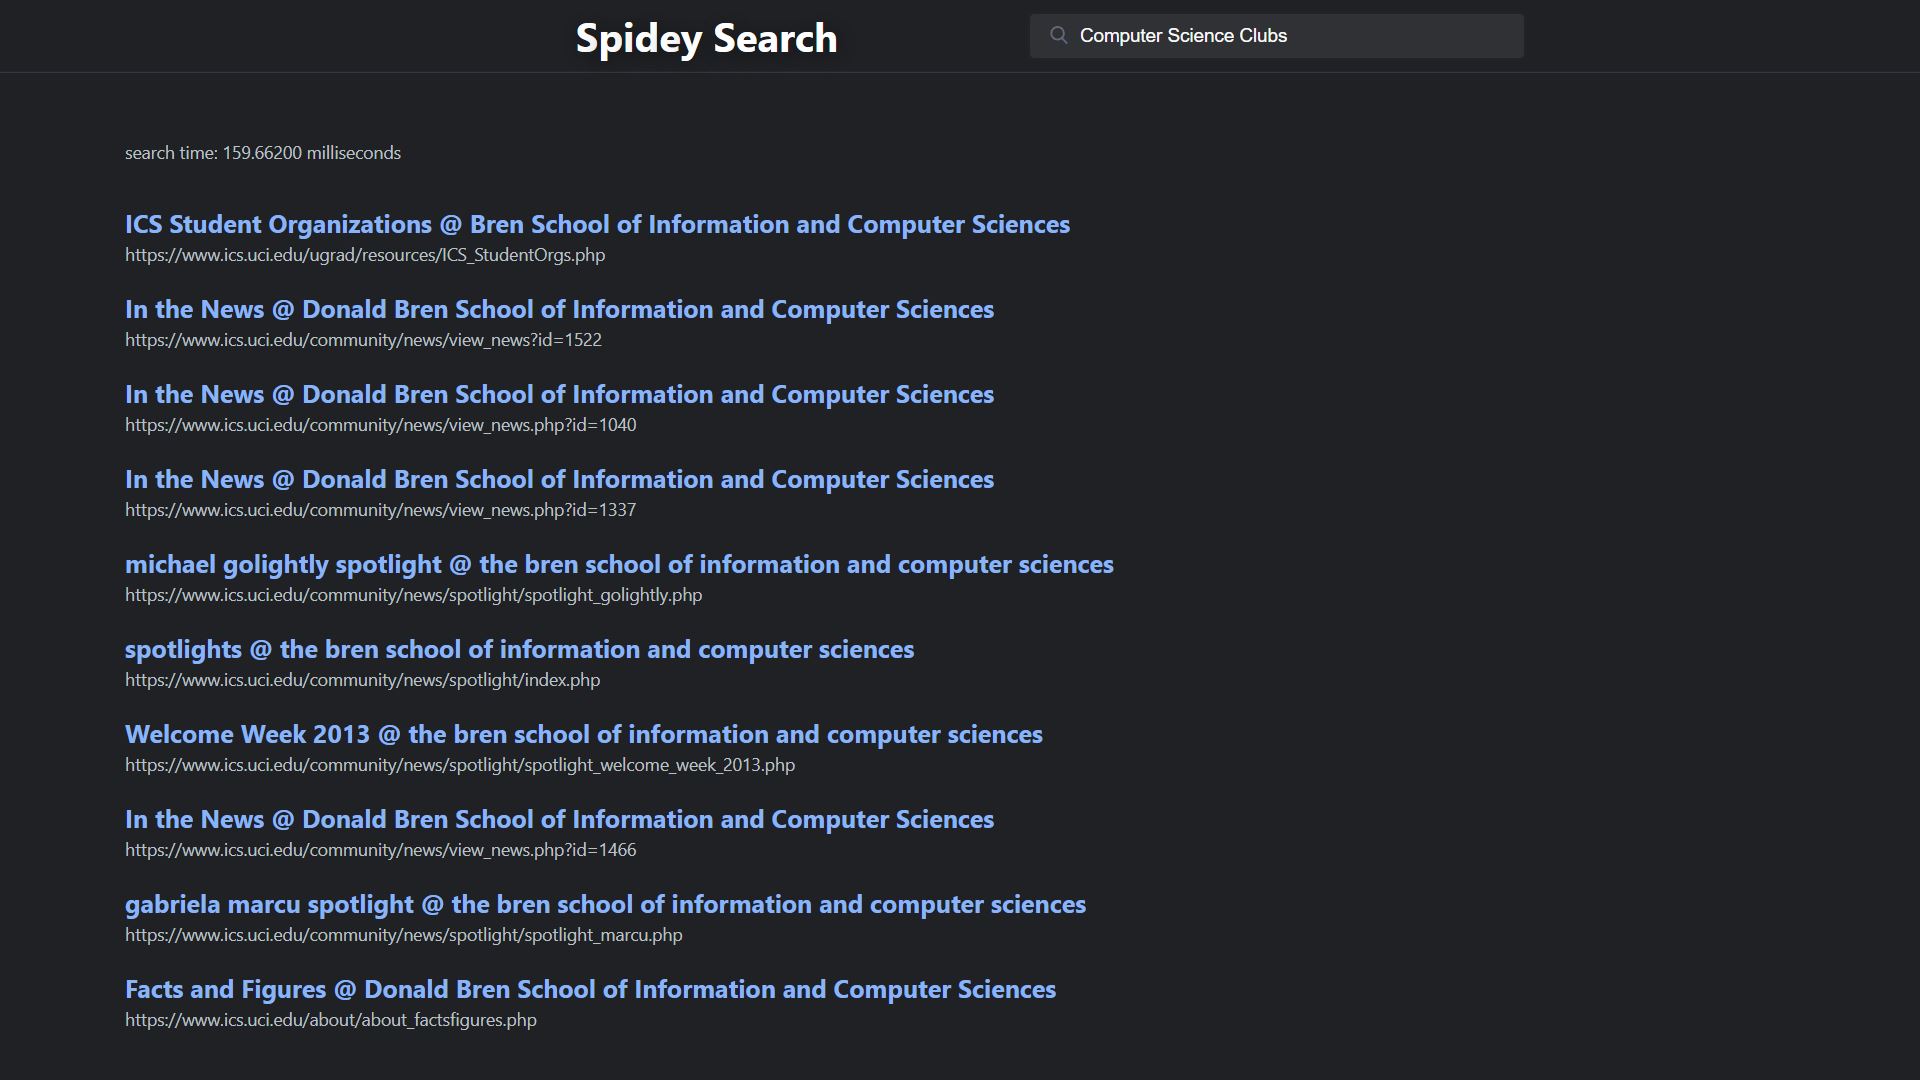 Spidey Search
Computer Science Clubs
search time: 159.66200 milliseconds
ICS Student Organizations @ Bren School of Information and Computer Sciences
https://www.ics.uci.edu/ugrad/resources/ICS_StudentOrgs.php
In the News @ Donald Bren School of Information and Computer Sciences
https://www.ics.uci.edu/community/news/view_news?id=1522
In the News @ Donald Bren School of Information and Computer Sciences
https://www.ics.uci.edu/community/news/view_news.php?id=1040
In the News @ Donald Bren School of Information and Computer Sciences
https://www.ics.uci.edu/community/news/view_news.php?id=1337
michael golightly spotlight @ the bren school of information and computer sciences
https://www.ics.uci.edu/community/news/spotlight/spotlight_golightly.php
spotlights @ the bren school of information and computer sciences
https://www.ics.uci.edu/community/news/spotlight/index.php
Welcome Week 2013 @ the bren school of information and computer sciences
https://www.ics.uci.edu/community/news/spotlight/spotlight_welcome_week_2013.php
In the News @ Donald Bren School of Information and Computer Sciences
https://www.ics.uci.edu/community/news/view_news.php?id=1466
gabriela marcu spotlight @ the bren school of information and computer sciences
https://www.ics.uci.edu/community/news/spotlight/spotlight_marcu.php
Facts and Figures @ Donald Bren School of Information and Computer Sciences
https://www.ics.uci.edu/about/about_factsfigures.php